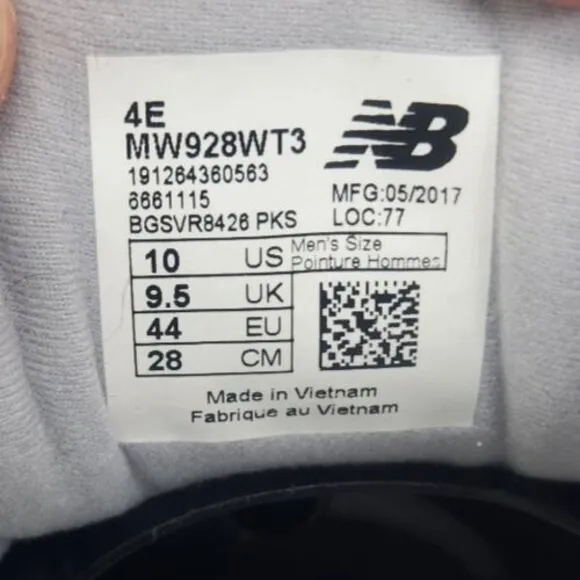 4E
MW928WT3
191264360563
6661115
BGSVR8426 PKS
NB
MFG:05/2017
LOC:77
10 US Men's Size
Pointure Hommes
9.5 UK
44 EU
28 CM
Made in Vietnam
Fabrique au Vietnam